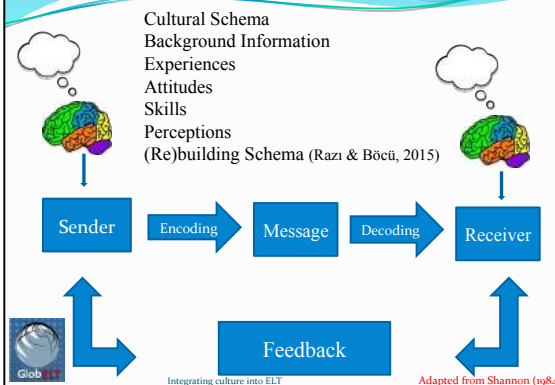 Cultural Schema
Background Information
Experiences
Attitudes
Skills
Perceptions
(Re)building Schema (Razı & Böcü, 2015)
Sender
Encoding
Message
Decoding
Receiver
Feedback
GlobELT
Integrating culture into ELT
Adapted from Shannon